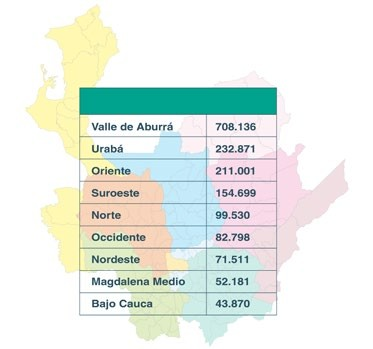 Valle de Aburrá 708.136
Urabá 232.871
Oriente 211.001
Suroeste 154.699
Norte 99.530
Occidente 82.798
Nordeste 71.511
Magdalena Medio 52.181
Bajo Cauca 43.870